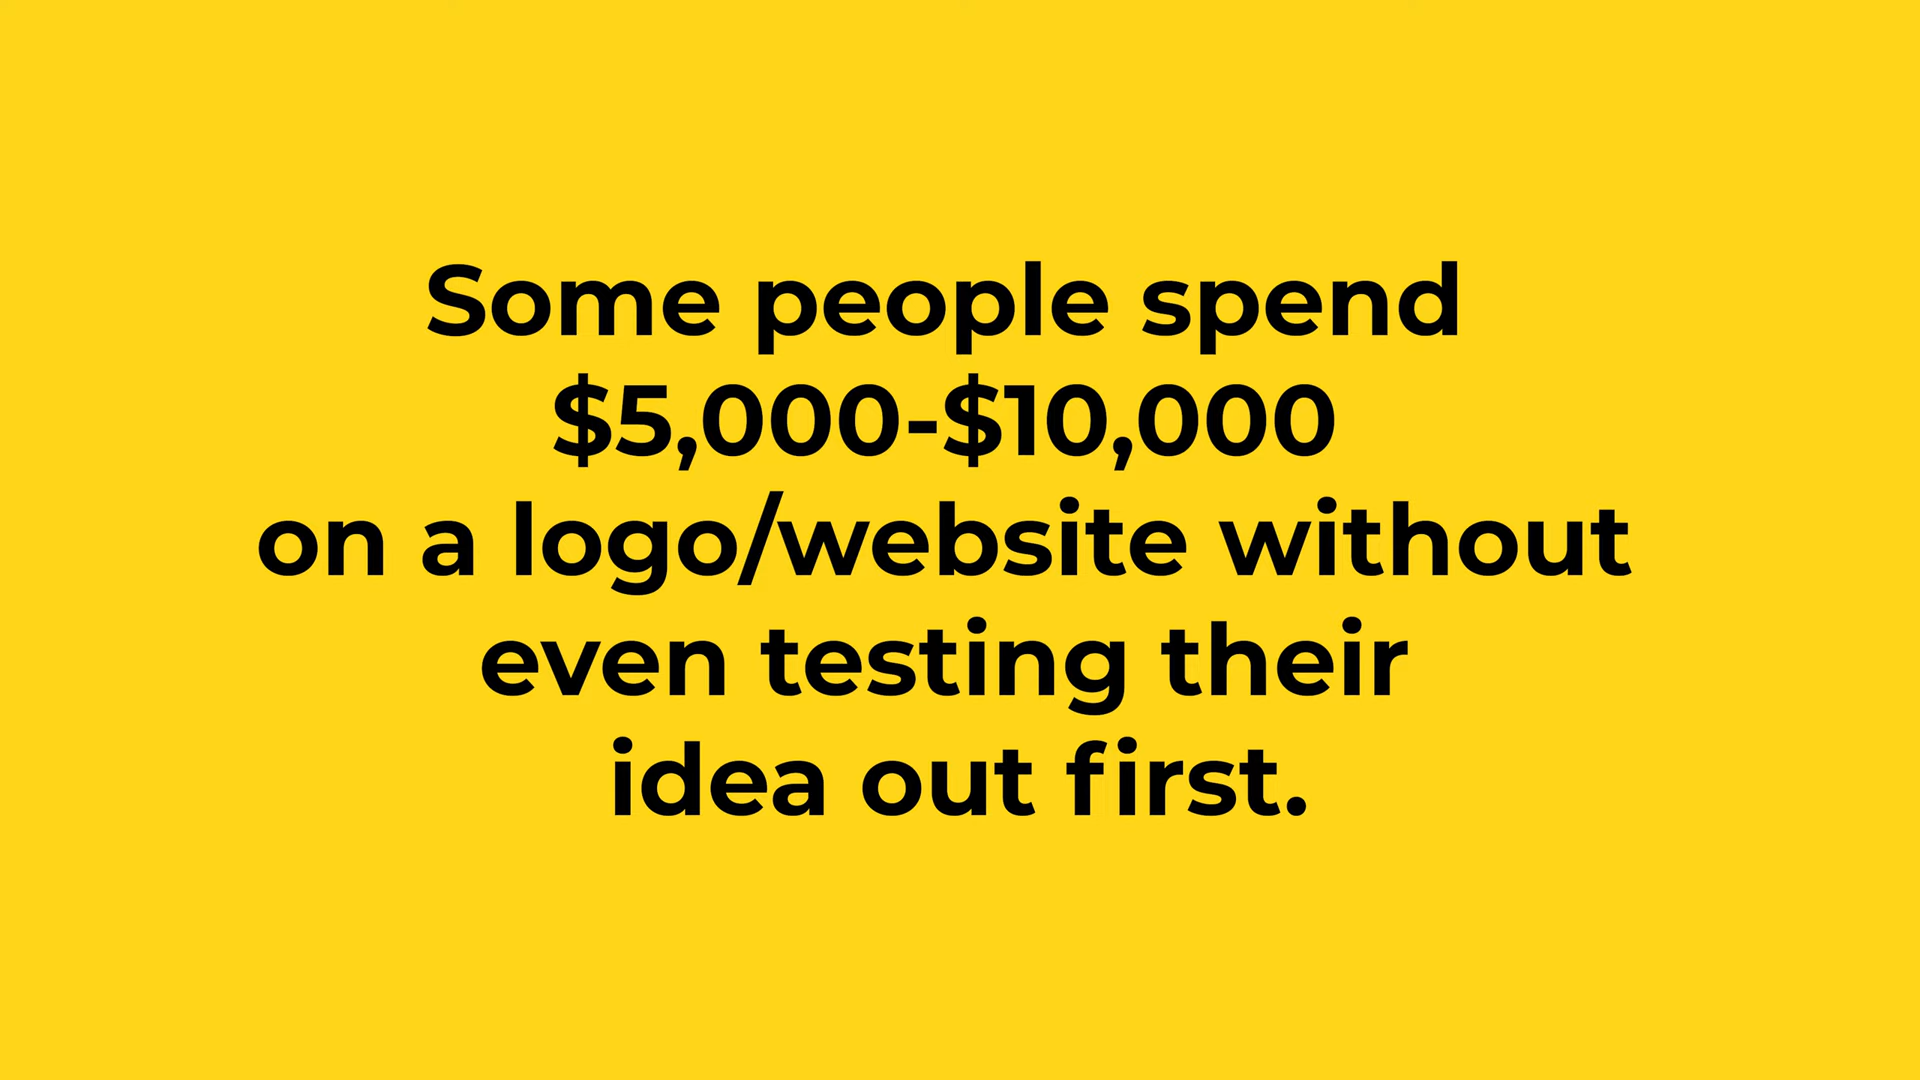 Some people spend
$5,000-$10,000
on a logo/website without
even testing their
idea out first.